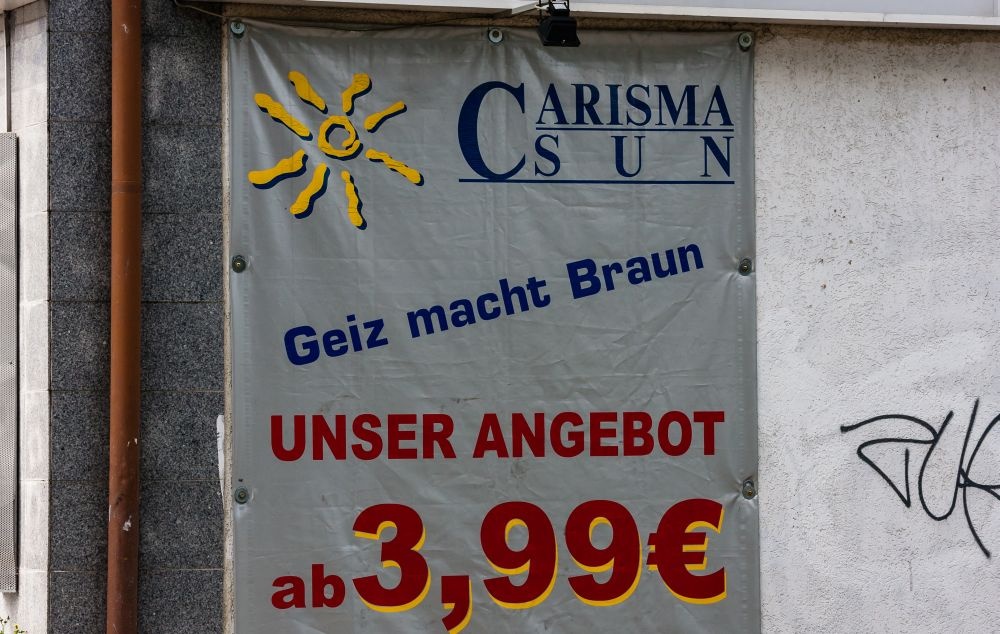 CARISMA
SUN
Geiz macht Braun
UNSER ANGEBOT
ab 3,99€